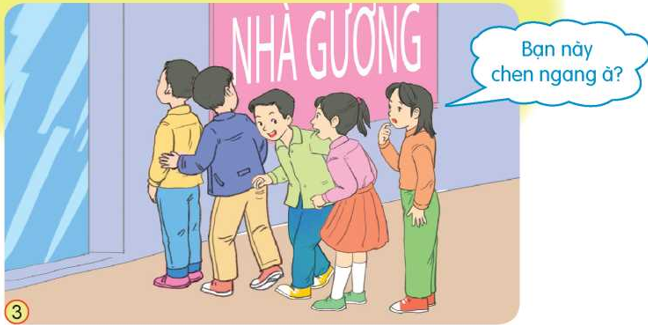 NHÀ GƯƠNG
Bạn này
chen ngang à?
3